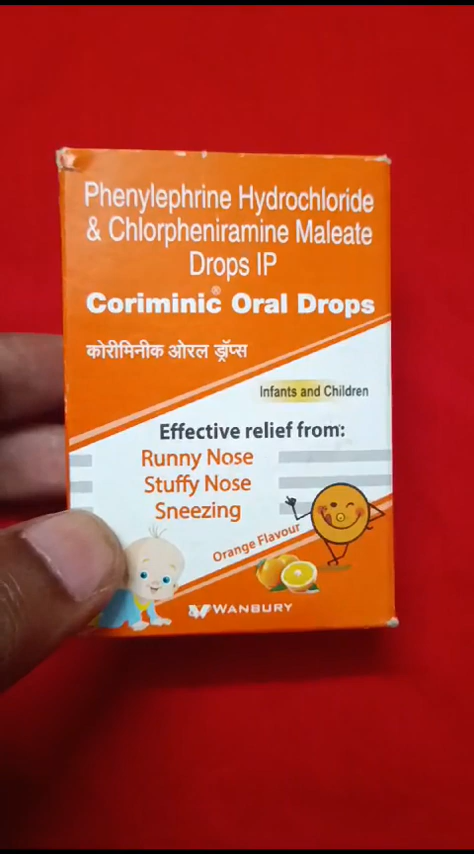 Phenylephrine Hydrochloride
& Chlorpheniramine Maleate
Drops IP
Coriminic® Oral Drops
कोरीमिनीक ओरल ड्रॉप्स
Infants and Children
Effective relief from:
Runny Nose
Stuffy Nose
Sneezing
Orange Flavour
WANBURY